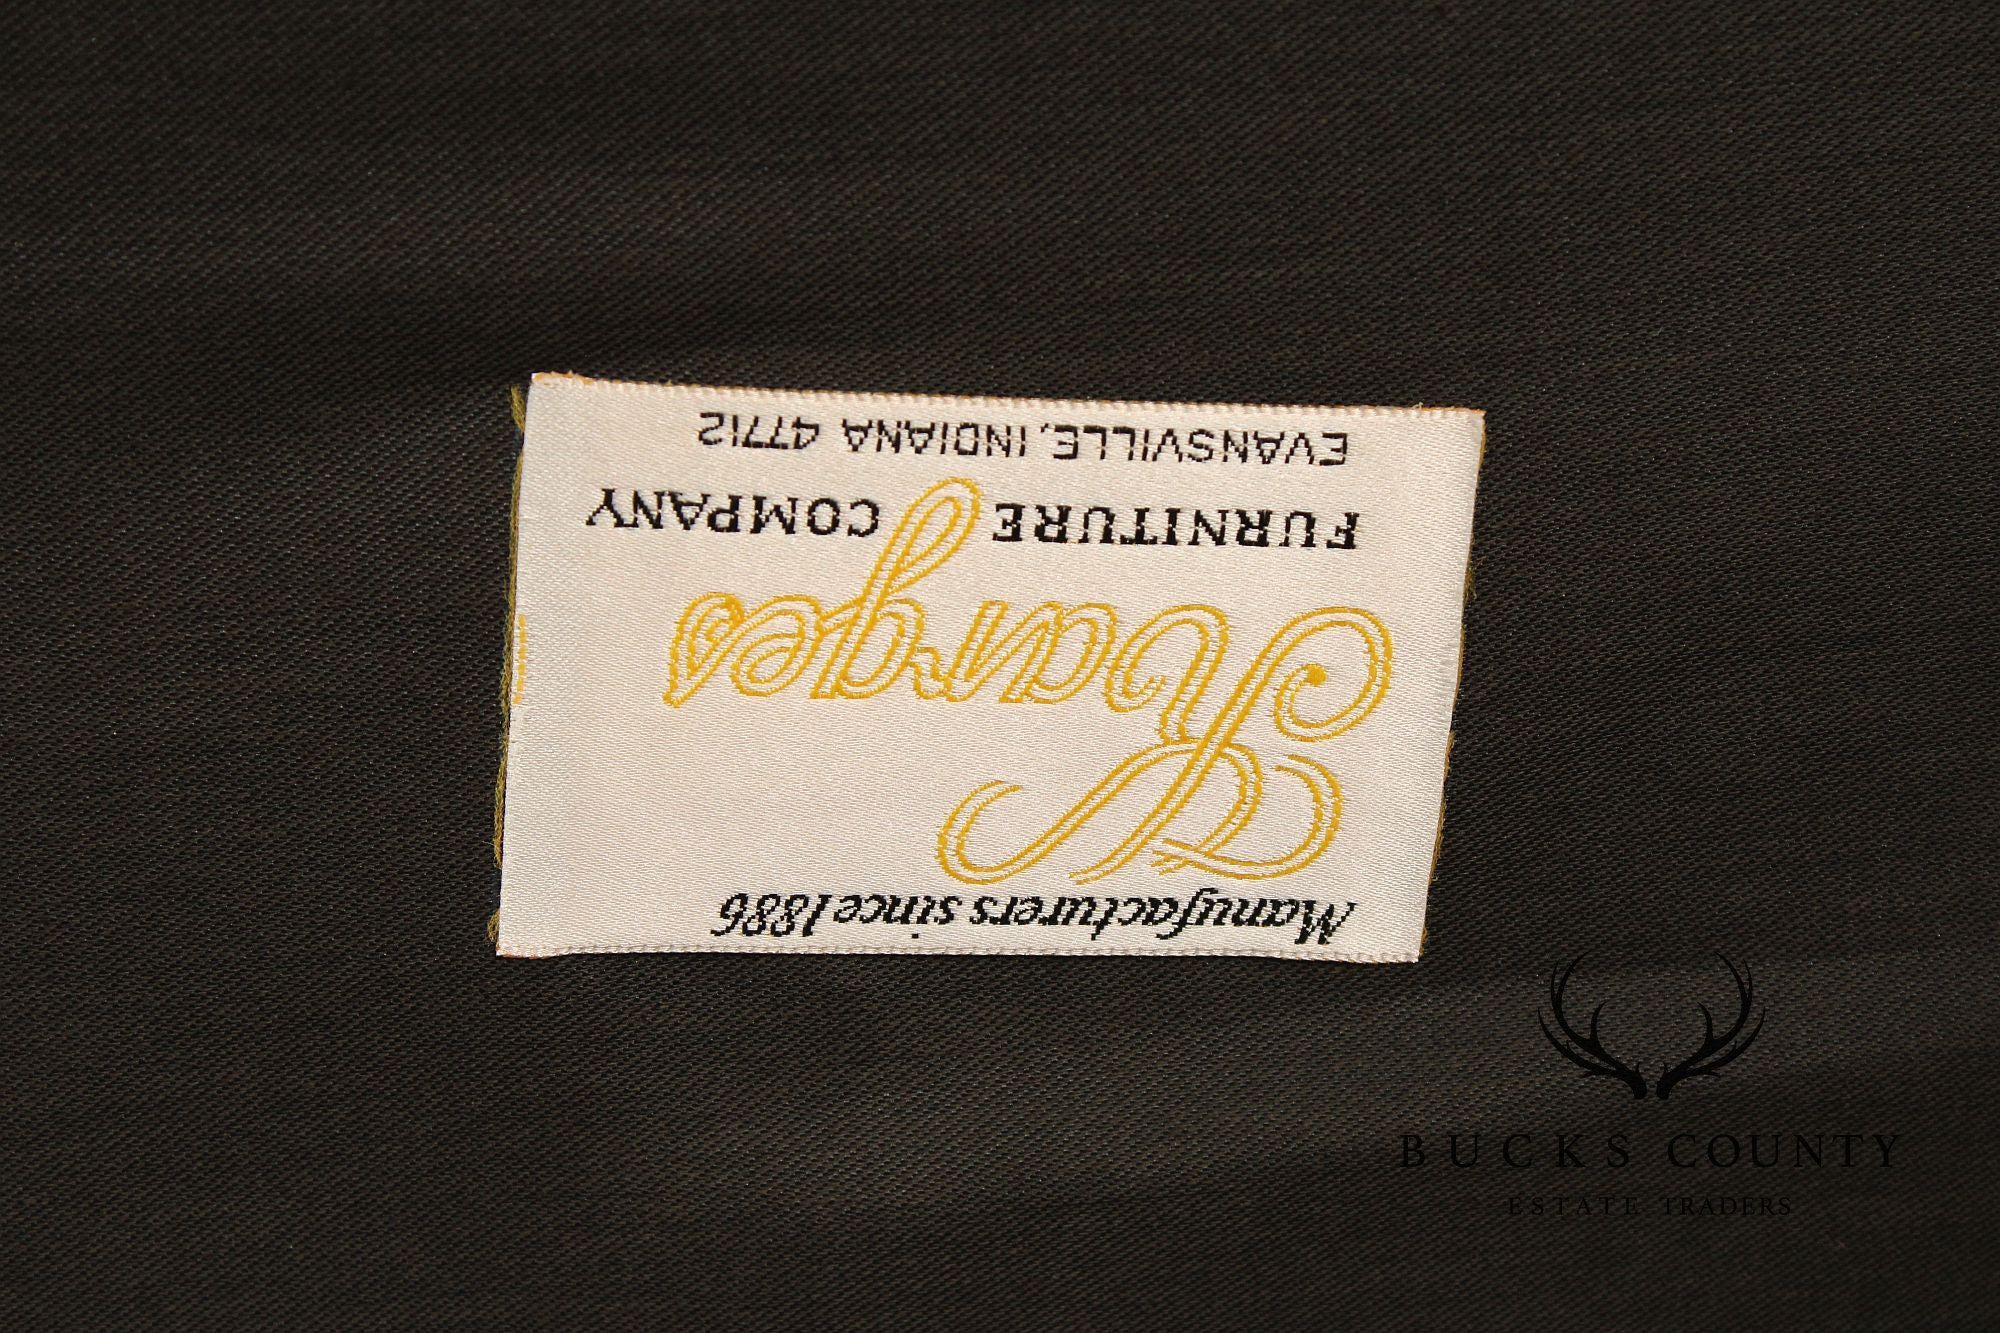 Manufacturers since 1886
Karges
FURNITURE COMPANY
EVANSVILLE, INDIANA 47712
BUCKS COUNTY
ESTATE TRADERS